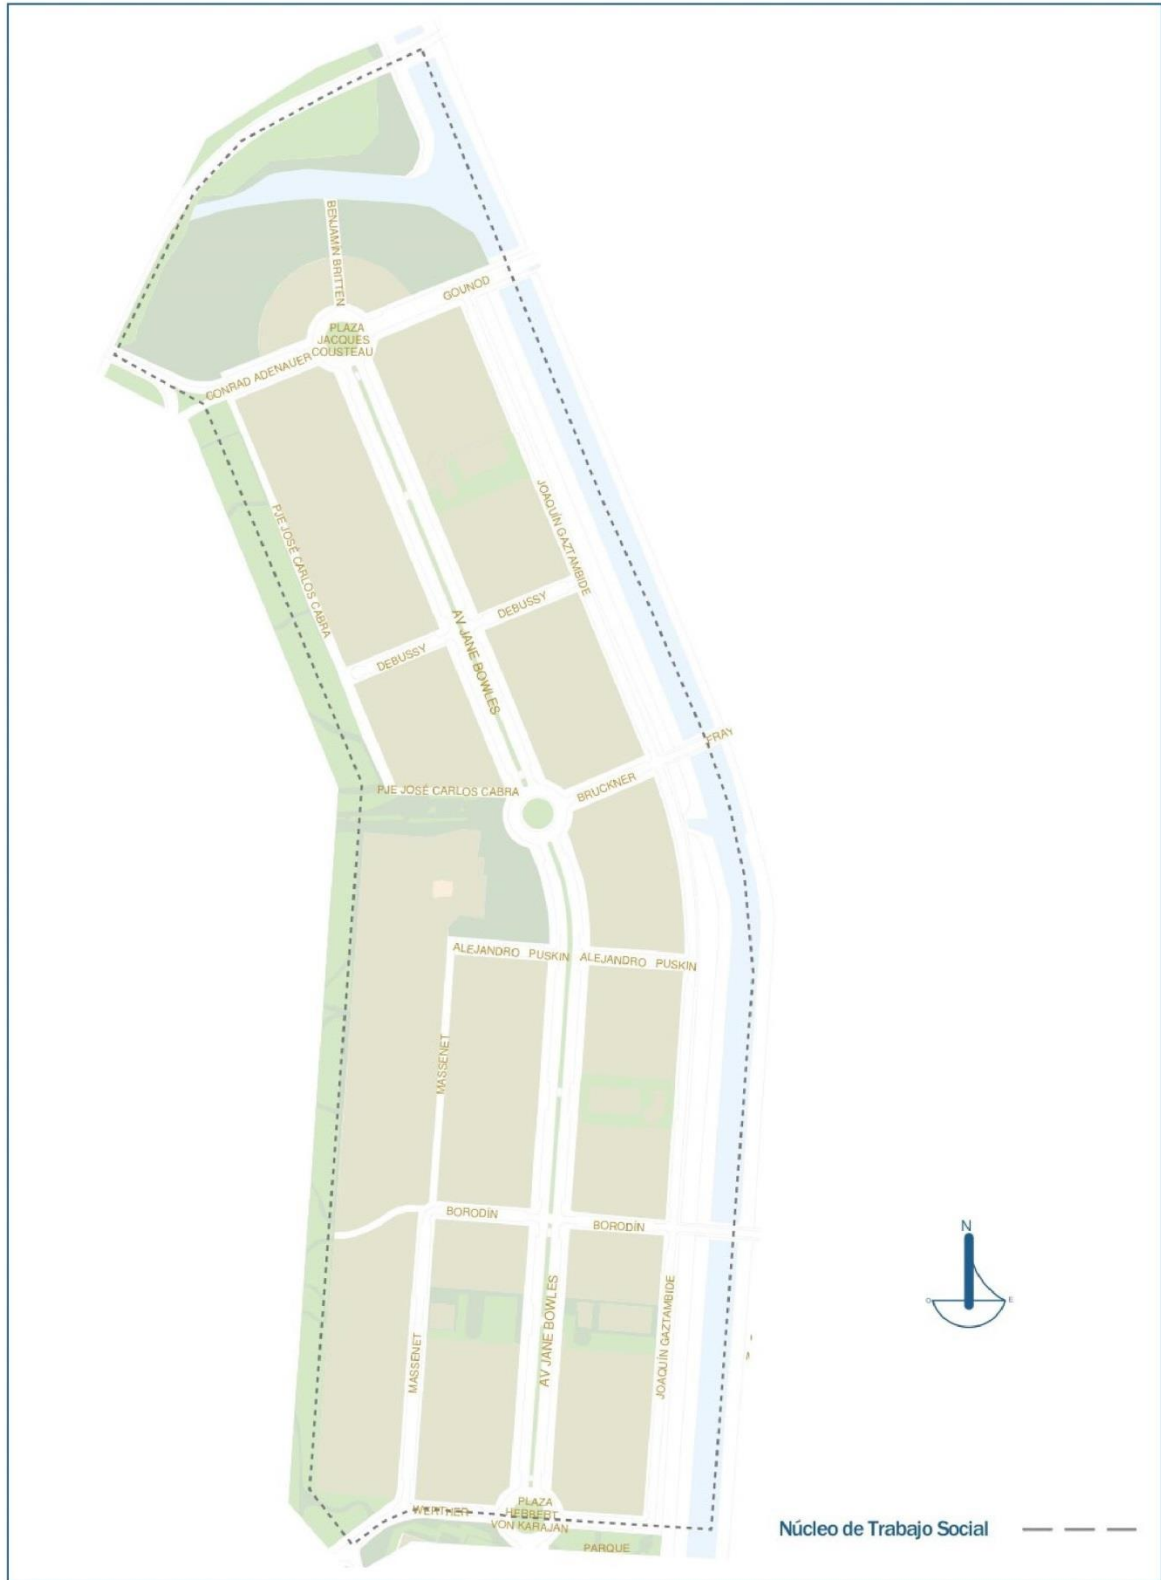 BENJAMIN BRITTEN
GOUNOD
PLAZA
JACQUES
COUSTEAU
CONRAD ADENAUER
JOAQUÍN GAZTAMBIDE
PJE JOSÉ CARLOS CABRA
DEBUSSY
DEBUSSY
AV JANE BOWLES
FRAY
BRUCKNER
PJE JOSÉ CARLOS CABRA
ALEJANDRO PUSKIN
ALEJANDRO PUSKIN
MASSENET
BORODÍN
BORODÍN
N
O
E
AV JANE BOWLES
JOAQUÍN GAZTAMBIDE
MASSENET
WERTHER
PLAZA
HERBERT
VON KARAJAN
PARQUE
Núcleo de Trabajo Social